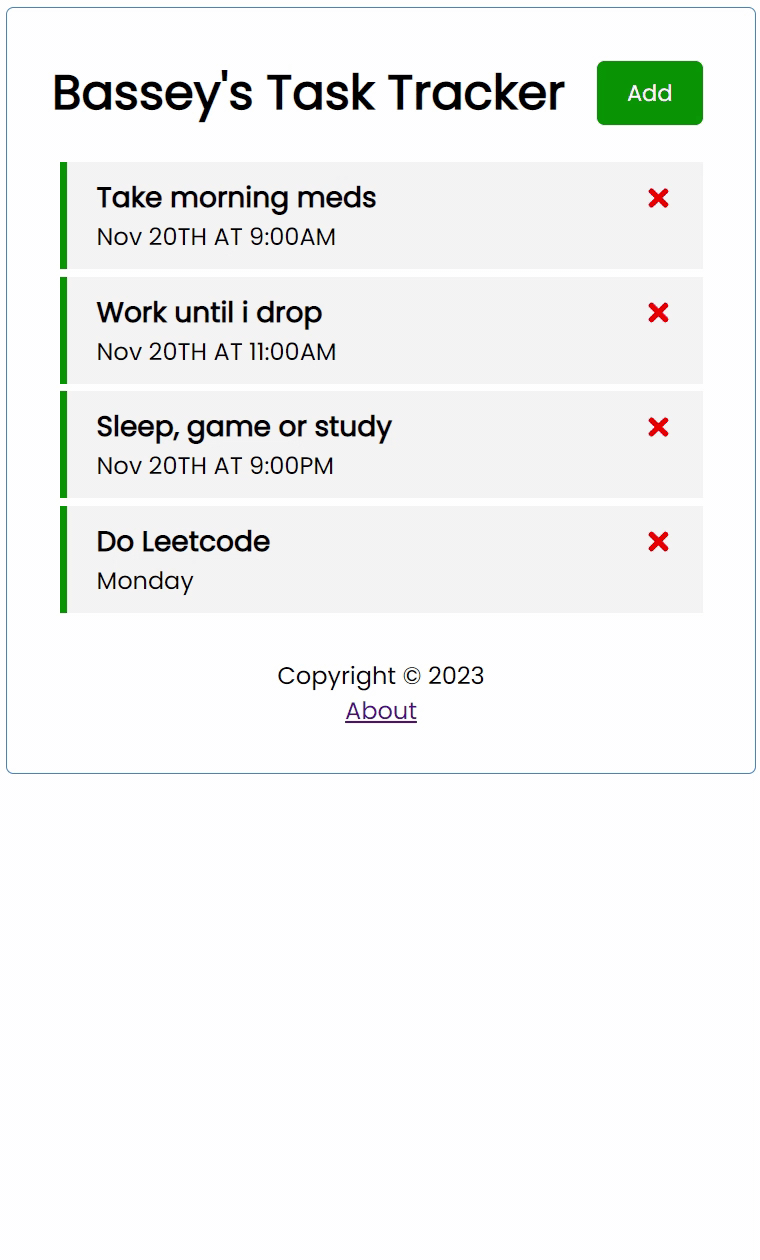 Bassey's Task Tracker
Add
Take morning meds
Nov 20TH AT 9:00AM
Work until i drop
Nov 20TH AT 11:00AM
Sleep, game or study
Nov 20TH AT 9:00PM
Do Leetcode
Monday
Copyright © 2023
About